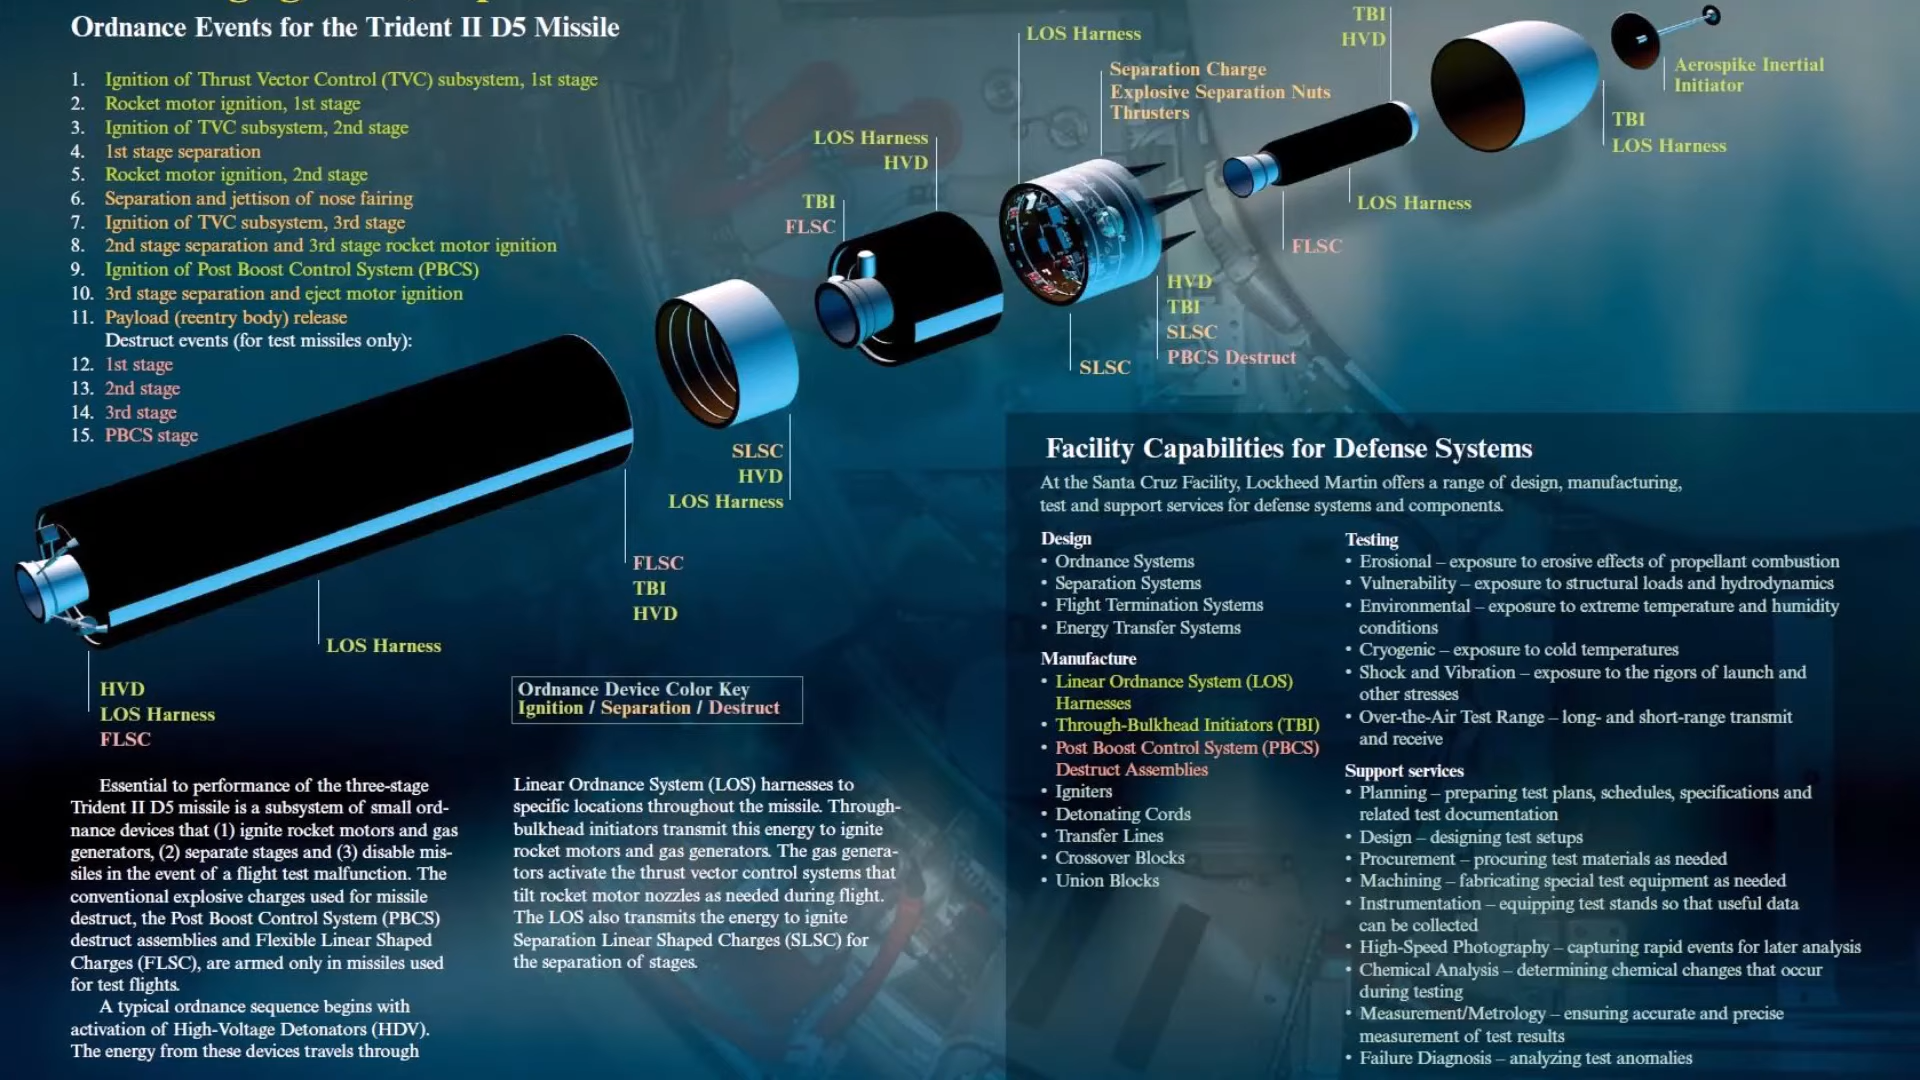 Ordnance Events for the Trident II D5 Missile
1. Ignition of Thrust Vector Control (TVC) subsystem, 1st stage
2. Rocket motor ignition, 1st stage
3. Ignition of TVC subsystem, 2nd stage
4. 1st stage separation
5. Rocket motor ignition, 2nd stage
6. Separation and jettison of nose fairing
7. Ignition of TVC subsystem, 3rd stage
8. 2nd stage separation and 3rd stage rocket motor ignition
9. Ignition of Post Boost Control System (PBCS)
10. 3rd stage separation and eject motor ignition
11. Payload (reentry body) release
Destruct events (for test missiles only):
12. 1st stage
13. 2nd stage
14. 3rd stage
15. PBCS stage
HVD
LOS Harness
FLSC
LOS Harness
FLSC
TBI
HVD
SLSC
HVD
LOS Harness
TBI
FLSC
LOS Harness
HVD
LOS Harness
Separation Charge
Explosive Separation Nuts
Thrusters
SLSC
HVD
TBI
SLSC
PBCS Destruct
FLSC
LOS Harness
TBI
HVD
TBI
LOS Harness
Aerospike Inertial
Initiator
Ordnance Device Color Key
Ignition / Separation / Destruct
Essential to performance of the three-stage
Trident II D5 missile is a subsystem of small ord-
nance devices that (1) ignite rocket motors and gas
generators, (2) separate stages and (3) disable mis-
siles in the event of a flight test malfunction. The
conventional explosive charges used for missile
destruct, the Post Boost Control System (PBCS)
destruct assemblies and Flexible Linear Shaped
Charges (FLSC), are armed only in missiles used
for test flights.
A typical ordnance sequence begins with
activation of High-Voltage Detonators (HDV).
The energy from these devices travels through
Linear Ordnance System (LOS) harnesses to
specific locations throughout the missile. Through-
bulkhead initiators transmit this energy to ignite
rocket motors and gas generators. The gas genera-
tors activate the thrust vector control systems that
tilt rocket motor nozzles as needed during flight.
The LOS also transmits the energy to ignite
Separation Linear Shaped Charges (SLSC) for
the separation of stages.
Facility Capabilities for Defense Systems
At the Santa Cruz Facility, Lockheed Martin offers a range of design, manufacturing,
test and support services for defense systems and components.
Design
• Ordnance Systems
• Separation Systems
• Flight Termination Systems
• Energy Transfer Systems
Manufacture
• Linear Ordnance System (LOS)
Harnesses
• Through-Bulkhead Initiators (TBI)
• Post Boost Control System (PBCS)
Destruct Assemblies
• Igniters
• Detonating Cords
• Transfer Lines
• Crossover Blocks
• Union Blocks
Testing
• Erosional – exposure to erosive effects of propellant combustion
• Vulnerability – exposure to structural loads and hydrodynamics
• Environmental – exposure to extreme temperature and humidity
conditions
• Cryogenic – exposure to cold temperatures
• Shock and Vibration – exposure to the rigors of launch and
other stresses
• Over-the-Air Test Range – long- and short-range transmit
and receive
Support services
• Planning – preparing test plans, schedules, specifications and
related test documentation
• Design – designing test setups
• Procurement – procuring test materials as needed
• Machining – fabricating special test equipment as needed
• Instrumentation – equipping test stands so that useful data
can be collected
• High-Speed Photography – capturing rapid events for later analysis
• Chemical Analysis – determining chemical changes that occur
during testing
• Measurement/Metrology – ensuring accurate and precise
measurement of test results
• Failure Diagnosis – analyzing test anomalies